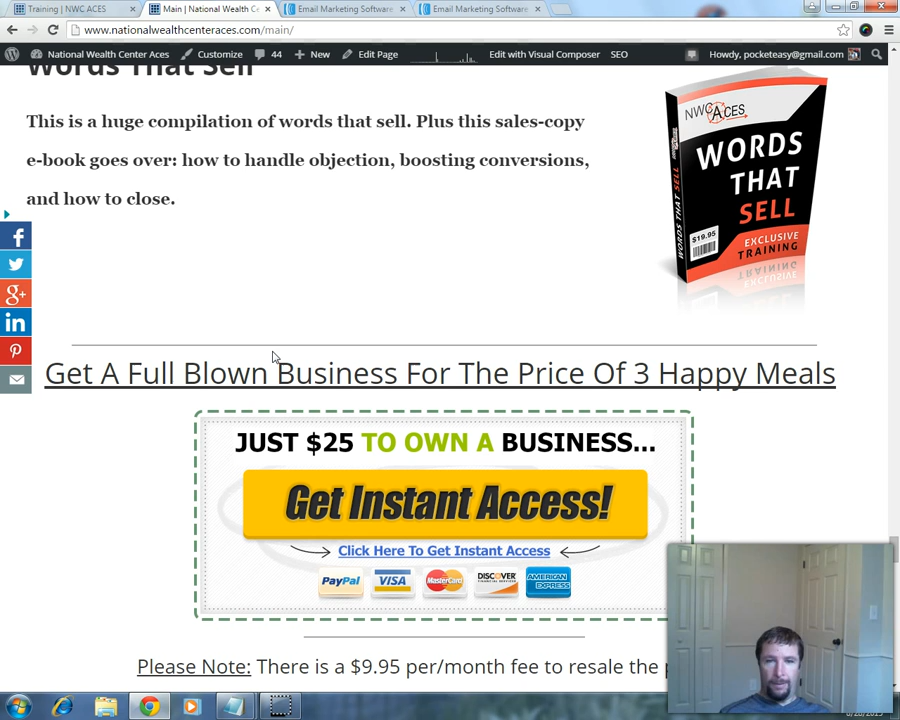 Training | NWC ACES
Main | National Wealth Ce
Email Marketing Software
Email Marketing Software
www.nationalwealthcenteraces.com/main/
National Wealth Center Aces
Customize
44
New
Edit Page
Edit with Visual Composer
SEO
Howdy, pocketeasy@gmail.com
Words That Sell
This is a huge compilation of words that sell. Plus this sales-copy
e-book goes over: how to handle objection, boosting conversions,
and how to close.
NWC ACES
WORDS
THAT
SELL
$19.95
EXCLUSIVE
TRAINING
WORDS THAT SELL
Get A Full Blown Business For The Price Of 3 Happy Meals
JUST $25 TO OWN A BUSINESS...
Get Instant Access!
Click Here To Get Instant Access
PayPal
VISA
MasterCard
DISCOVER
AMERICAN
EXPRESS
Please Note: There is a $9.95 per/month fee to resale the